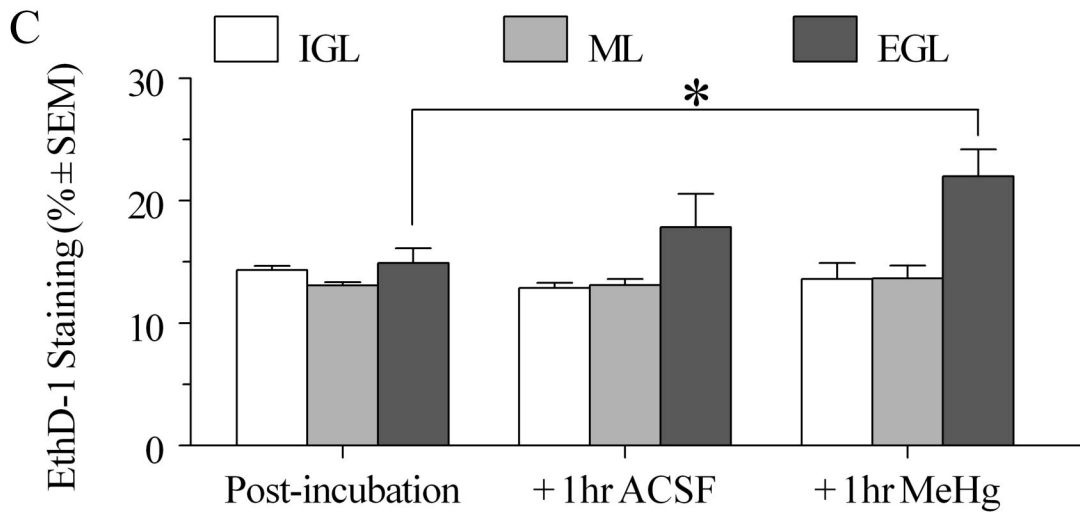 C
IGL ML EGL
EthD-1 Staining (% ± SEM)
30
*
20
10
0
Post-incubation + 1hr ACSF + 1hr MeHg